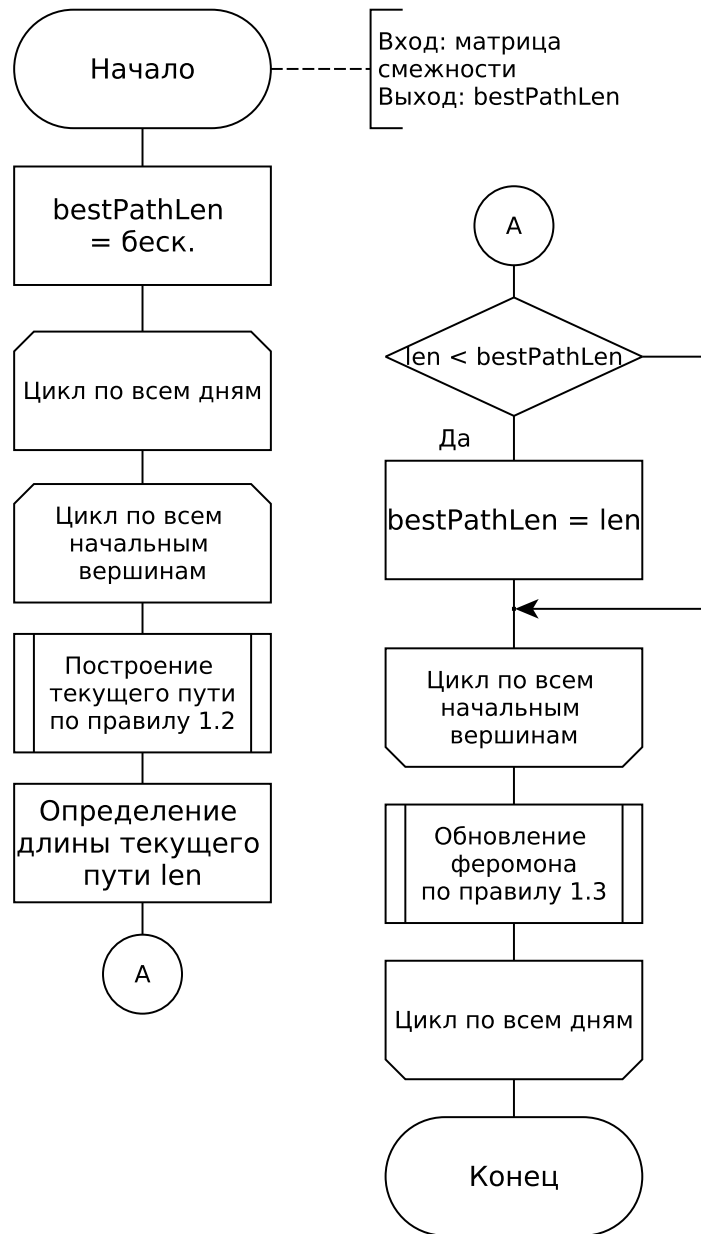 Начало
Вход: матрица
смежности
Выход: bestPathLen
bestPathLen
= беск.
Цикл по всем дням
Цикл по всем
начальным
вершинам
Построение
текущего пути
по правилу 1.2
Определение
длины текущего
пути len
А
А
len < bestPathLen
Да
bestPathLen = len
Цикл по всем
начальным
вершинам
Обновление
феромона
по правилу 1.3
Цикл по всем дням
Конец